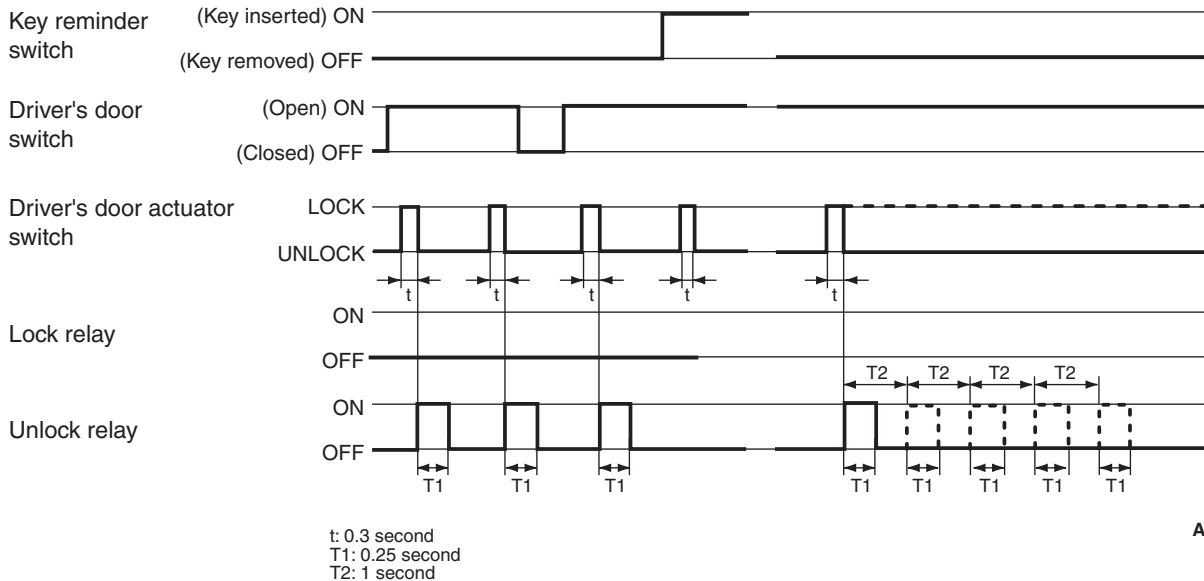 Key reminder
switch
(Key inserted) ON
(Key removed) OFF
Driver's door
switch
(Open) ON
(Closed) OFF
Driver's door actuator
switch
LOCK
UNLOCK
t t t t t
Lock relay
ON
OFF
T2 T2 T2 T2
Unlock relay
ON
OFF
T1 T1 T1 T1 T1 T1 T1 T1
t: 0.3 second
T1: 0.25 second
T2: 1 second
A